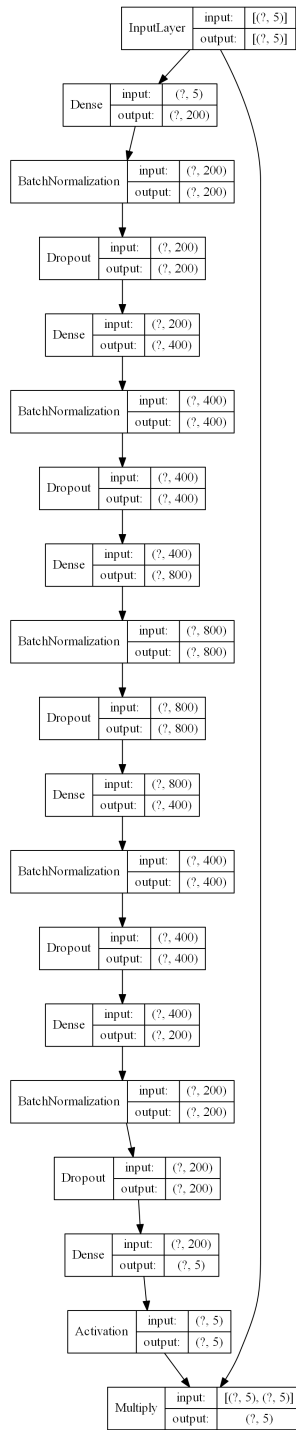 InputLayer input: [(?, 5)]
output: [(?, 5)]
Dense input: (?, 5)
output: (?, 200)
BatchNormalization input: (?, 200)
output: (?, 200)
Dropout input: (?, 200)
output: (?, 200)
Dense input: (?, 200)
output: (?, 400)
BatchNormalization input: (?, 400)
output: (?, 400)
Dropout input: (?, 400)
output: (?, 400)
Dense input: (?, 400)
output: (?, 800)
BatchNormalization input: (?, 800)
output: (?, 800)
Dropout input: (?, 800)
output: (?, 800)
Dense input: (?, 800)
output: (?, 400)
BatchNormalization input: (?, 400)
output: (?, 400)
Dropout input: (?, 400)
output: (?, 400)
Dense input: (?, 400)
output: (?, 200)
BatchNormalization input: (?, 200)
output: (?, 200)
Dropout input: (?, 200)
output: (?, 200)
Dense input: (?, 200)
output: (?, 5)
Activation input: (?, 5)
output: (?, 5)
Multiply input: [(?, 5), (?, 5)]
output: (?, 5)